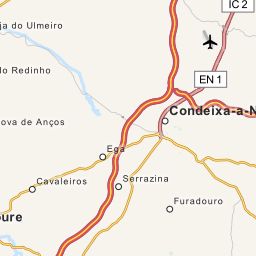 ja do Ulmeiro
IC 2
do Redinho
EN 1
Condeixa-a-N
ova de Anços
Ega
Cavaleiros
Serrazina
oure
Furadouro